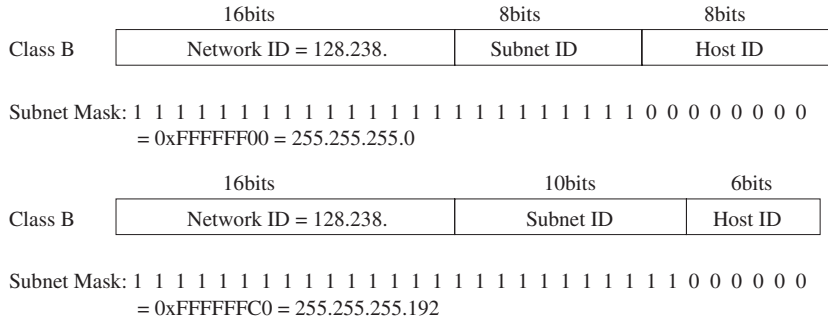 16bits 8bits 8bits
Class B Network ID = 128.238. Subnet ID Host ID
Subnet Mask: 1 1 1 1 1 1 1 1 1 1 1 1 1 1 1 1 1 1 1 1 1 1 1 1 0 0 0 0 0 0 0 0
= 0xFFFFFF00 = 255.255.255.0
16bits 10bits 6bits
Class B Network ID = 128.238. Subnet ID Host ID
Subnet Mask: 1 1 1 1 1 1 1 1 1 1 1 1 1 1 1 1 1 1 1 1 1 1 1 1 1 1 0 0 0 0 0 0
= 0xFFFFFFC0 = 255.255.255.192